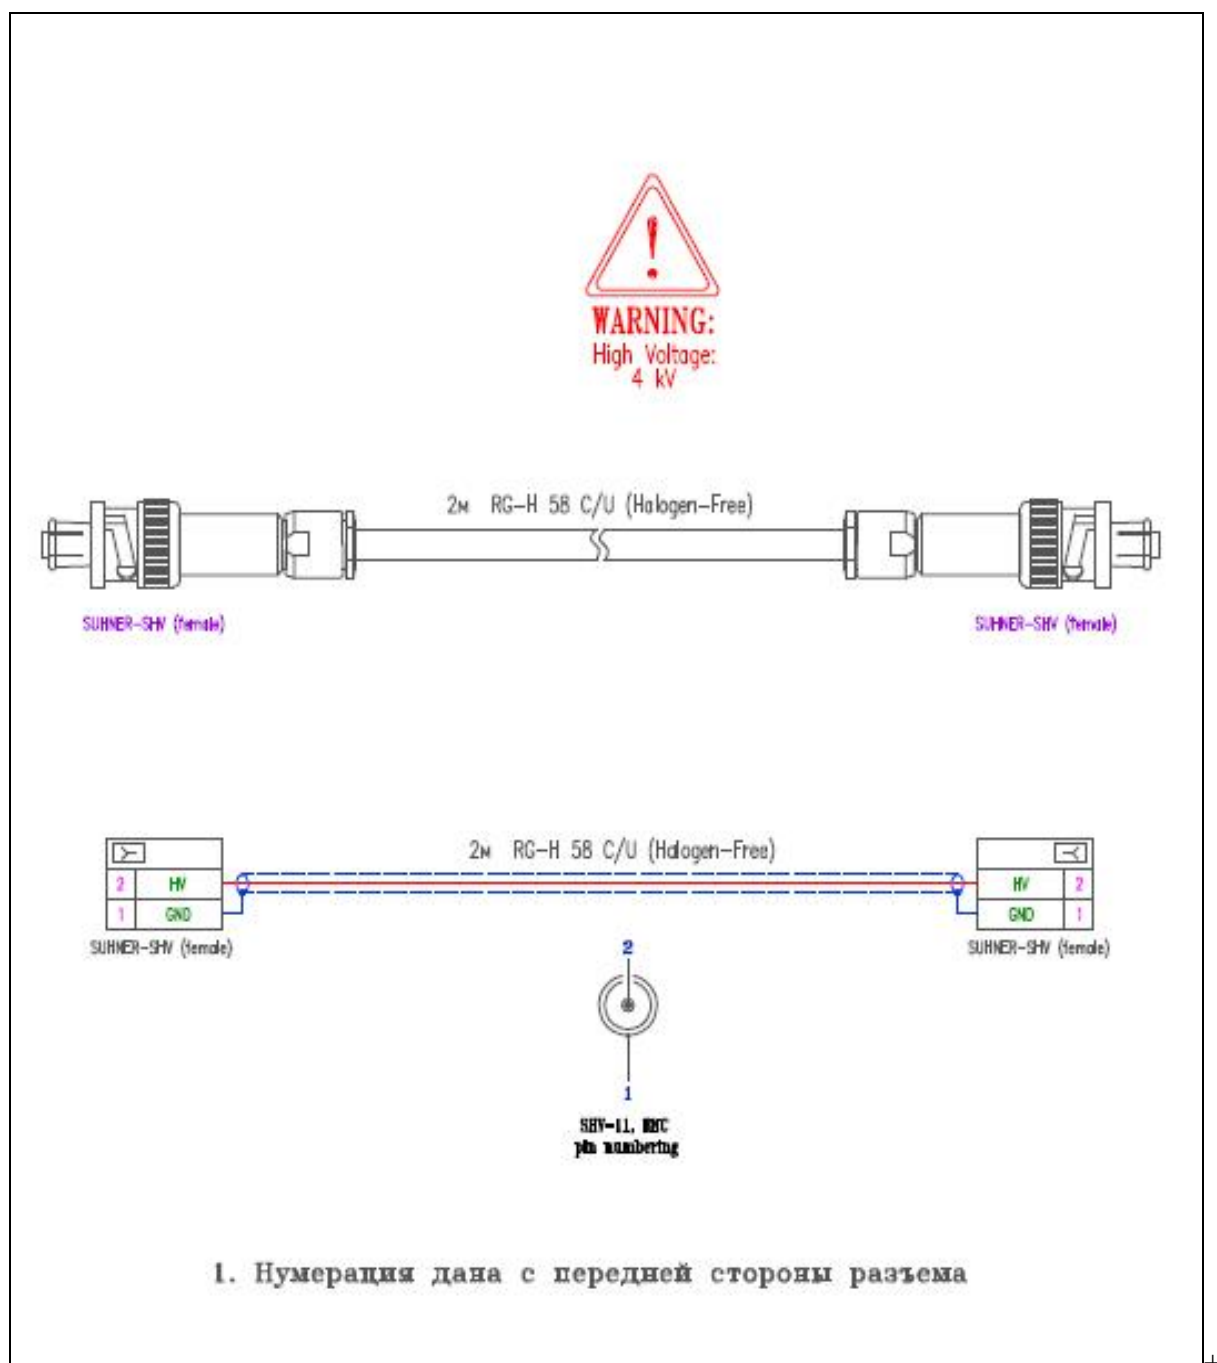 WARNING:
High Voltage:
4 kV
2м RG-H 58 C/U (Halogen-Free)
SUHNER-SHV (female)
SUHNER-SHV (female)
2м RG-H 58 C/U (Halogen-Free)
2 HV
HV 2
1 GND
GND 1
SUHNER-SHV (female)
SUHNER-SHV (female)
2
1
pin numbering
1. Нумерация дана с передней стороны разъема